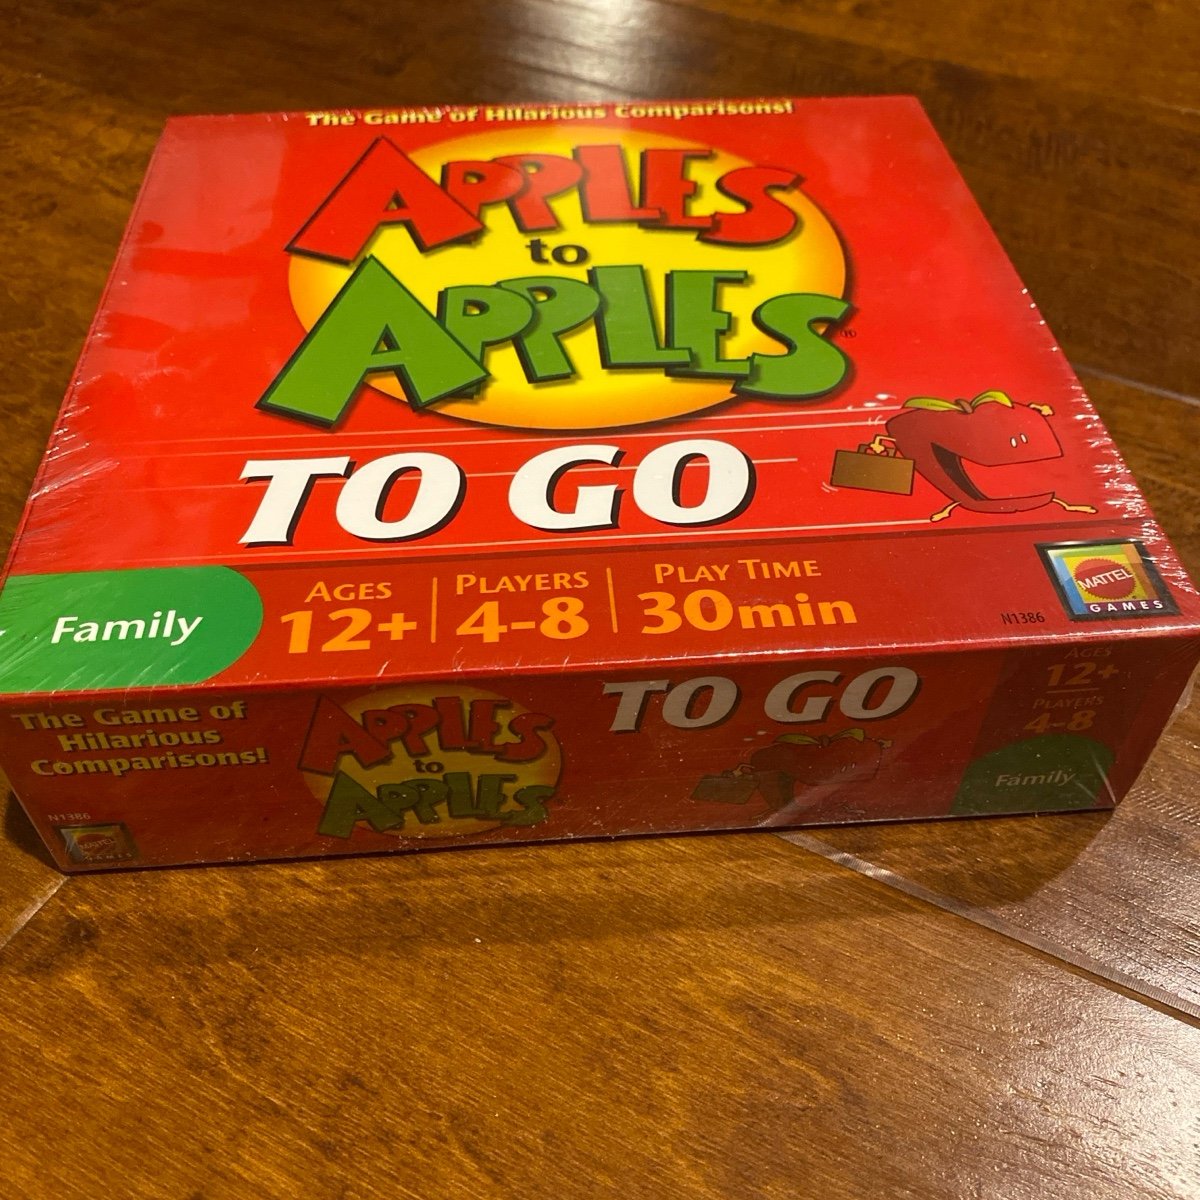 The Game of Hilarious Comparisons!
APPLES
to
APPLES®
TO GO
Family
AGES
12+
PLAYERS
4-8
PLAY TIME
30min
N1386
MATTEL
GAMES
The Game of
Hilarious
Comparisons!
N1386
MATTEL
GAMES
APPLES
to
APPLES
TO GO
AGES
12+
PLAYERS
4-8
Family